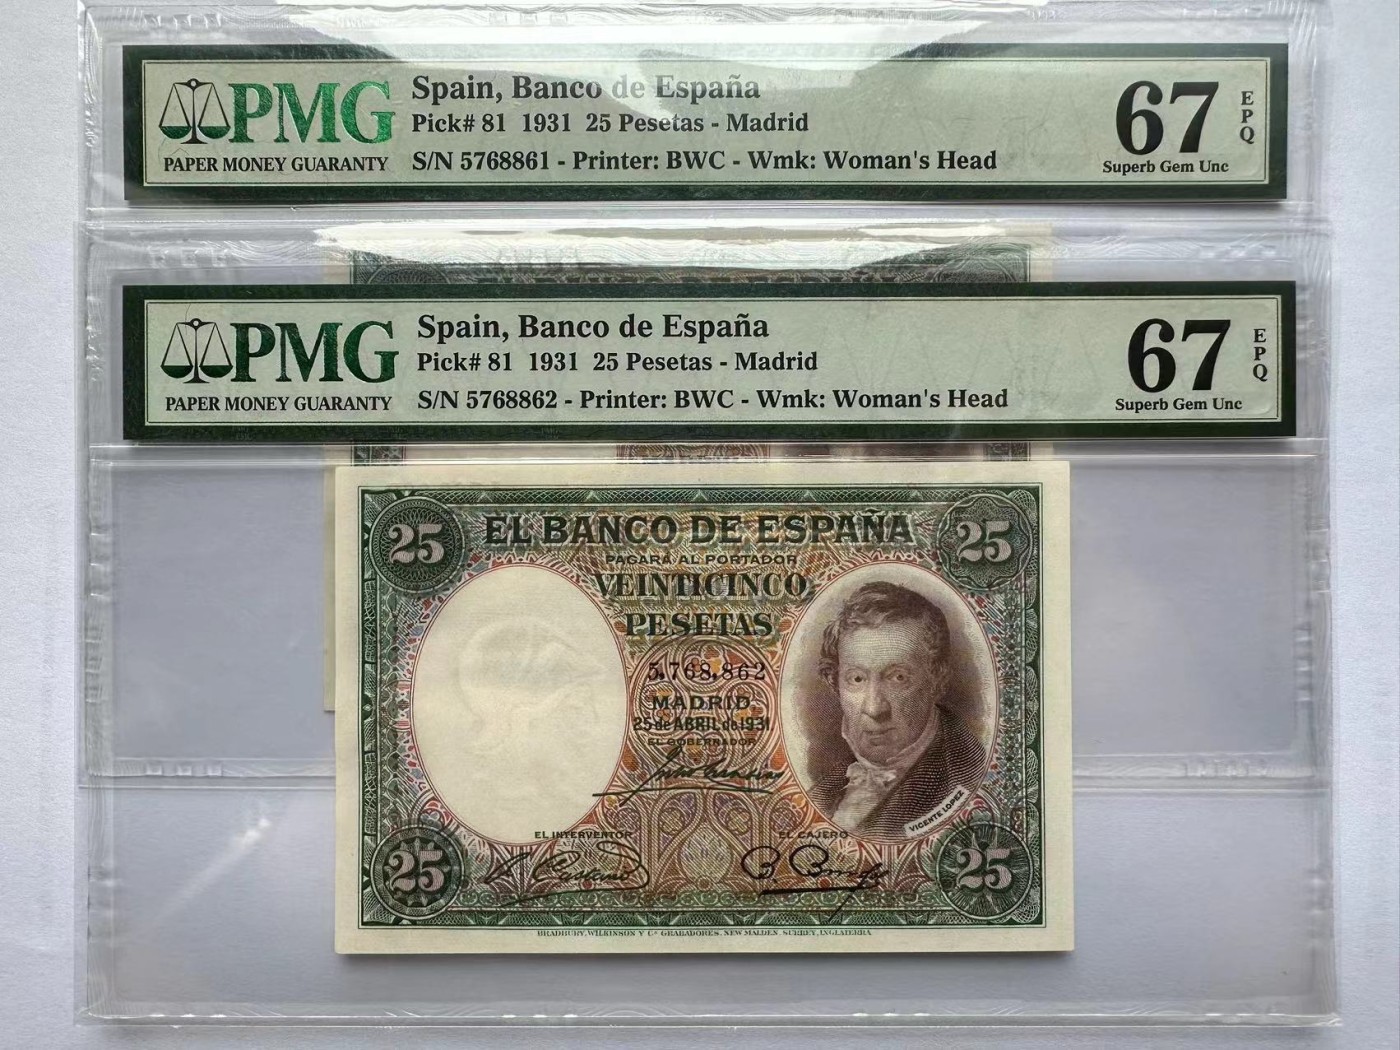 PMG
PAPER MONEY GUARANTY
Spain, Banco de España
Pick# 81 1931 25 Pesetas - Madrid
S/N 5768861 - Printer: BWC - Wmk: Woman's Head
67
EPQ
Superb Gem Unc
PMG
PAPER MONEY GUARANTY
Spain, Banco de España
Pick# 81 1931 25 Pesetas - Madrid
S/N 5768862 - Printer: BWC - Wmk: Woman's Head
67
EPQ
Superb Gem Unc
25
EL BANCO DE ESPAÑA
25
PAGARÁ AL PORTADOR
VEINTICINCO
PESETAS
5,768,862
MADRID
25 de ABRIL de 1931
EL GOBERNADOR
VICENTE LOPEZ
EL INTERVENTOR
EL CAJERO
25
25
BRADBURY, WILKINSON Y Cª GRABADORES. NEW MALDEN. SURREY, INGLATERRA